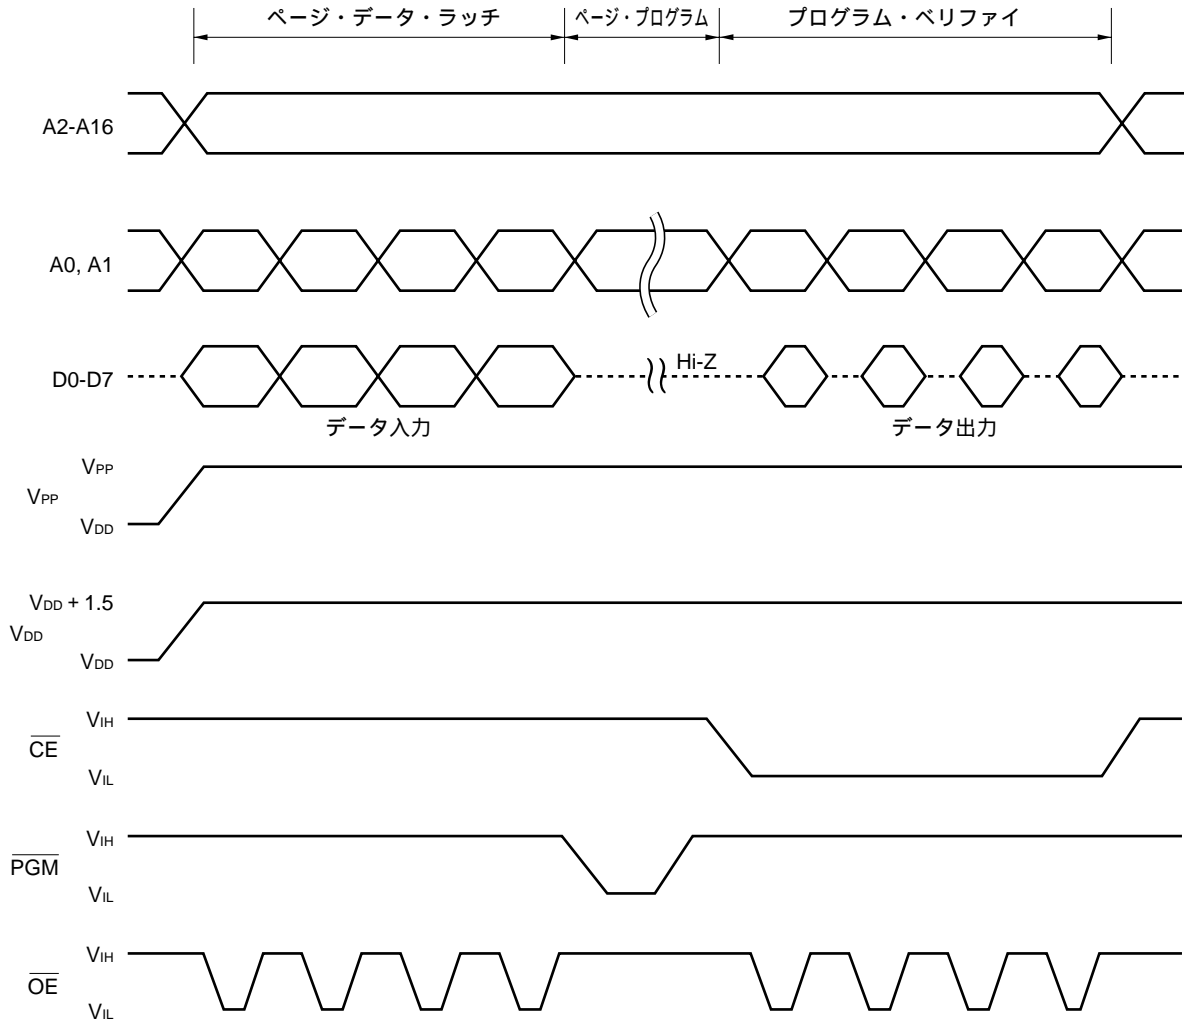 ページ・データ・ラッチ
ページ・プログラム
プログラム・ベリファイ
A2-A16
A0, A1
D0-D7
Hi-Z
データ入力
データ出力
VPP
VPP
VDD
VDD + 1.5
VDD
VDD
VIH
CE
VIL
VIH
PGM
VIL
VIH
OE
VIL